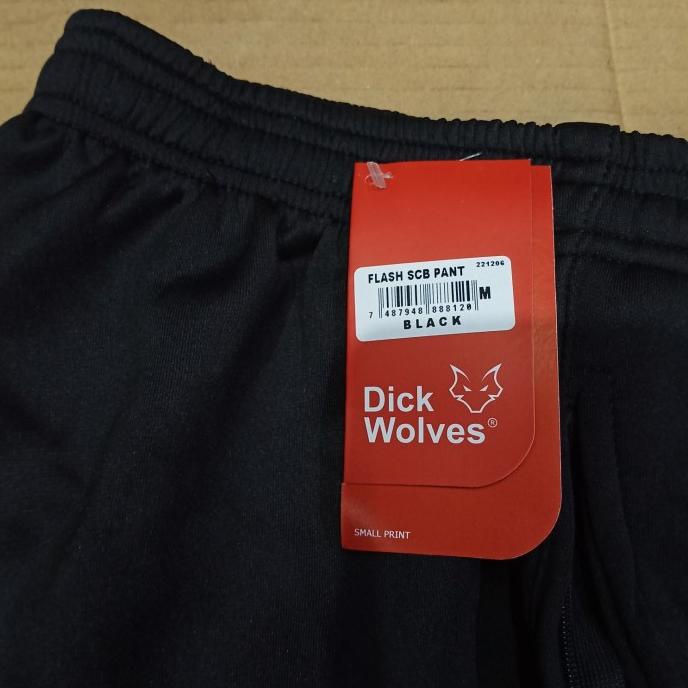 FLASH SCB PANT 221206
M
7 487948 888120
BLACK
Dick
Wolves®
SMALL PRINT